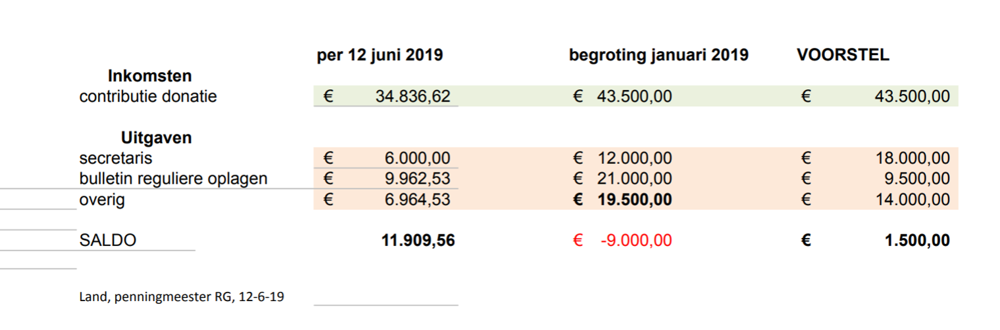 per 12 juni 2019 begroting januari 2019 VOORSTEL
Inkomsten
contributie donatie € 34.836,62 € 43.500,00 € 43.500,00
Uitgaven
secretaris € 6.000,00 € 12.000,00 € 18.000,00
bulletin reguliere oplagen € 9.962,53 € 21.000,00 € 9.500,00
overig € 6.964,53 € 19.500,00 € 14.000,00
SALDO 11.909,56 € -9.000,00 € 1.500,00
Land, penningmeester RG, 12-6-19